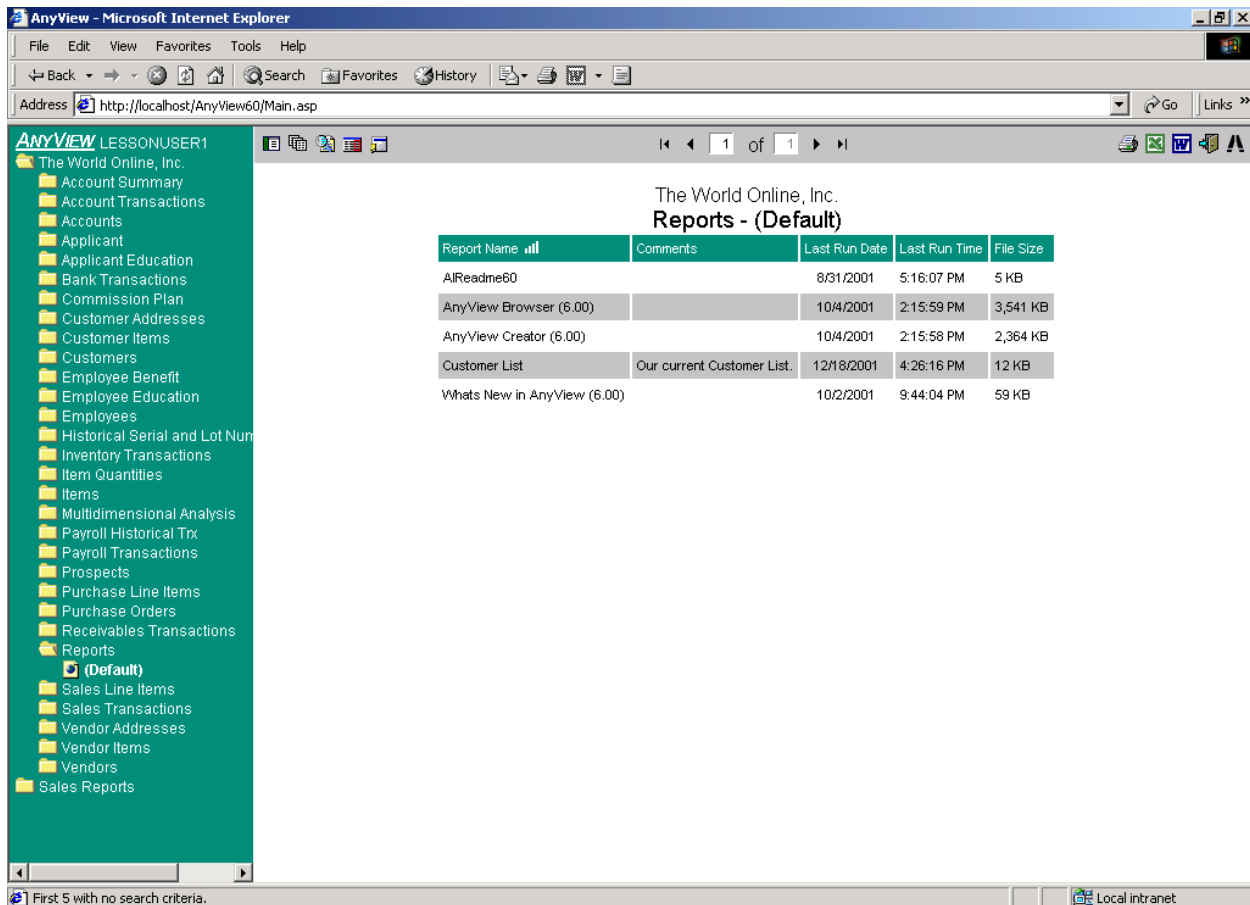 AnyView - Microsoft Internet Explorer
File Edit View Favorites Tools Help
Back Search Favorites History
Address http://localhost/AnyView60/Main.asp Go Links »
ANYVIEW LESSONUSER1
The World Online, Inc.
Account Summary
Account Transactions
Accounts
Applicant
Applicant Education
Bank Transactions
Commission Plan
Customer Addresses
Customer Items
Customers
Employee Benefit
Employee Education
Employees
Historical Serial and Lot Num
Inventory Transactions
Item Quantities
Items
Multidimensional Analysis
Payroll Historical Trx
Payroll Transactions
Prospects
Purchase Line Items
Purchase Orders
Receivables Transactions
Reports
(Default)
Sales Line Items
Sales Transactions
Vendor Addresses
Vendor Items
Vendors
Sales Reports
1 of 1
The World Online, Inc.
Reports - (Default)
Report Name Comments Last Run Date Last Run Time File Size
AIReadme60 8/31/2001 5:16:07 PM 5 KB
AnyView Browser (6.00) 10/4/2001 2:15:59 PM 3,541 KB
AnyView Creator (6.00) 10/4/2001 2:15:58 PM 2,364 KB
Customer List Our current Customer List. 12/18/2001 4:26:16 PM 12 KB
Whats New in AnyView (6.00) 10/2/2001 9:44:04 PM 59 KB
First 5 with no search criteria. Local intranet